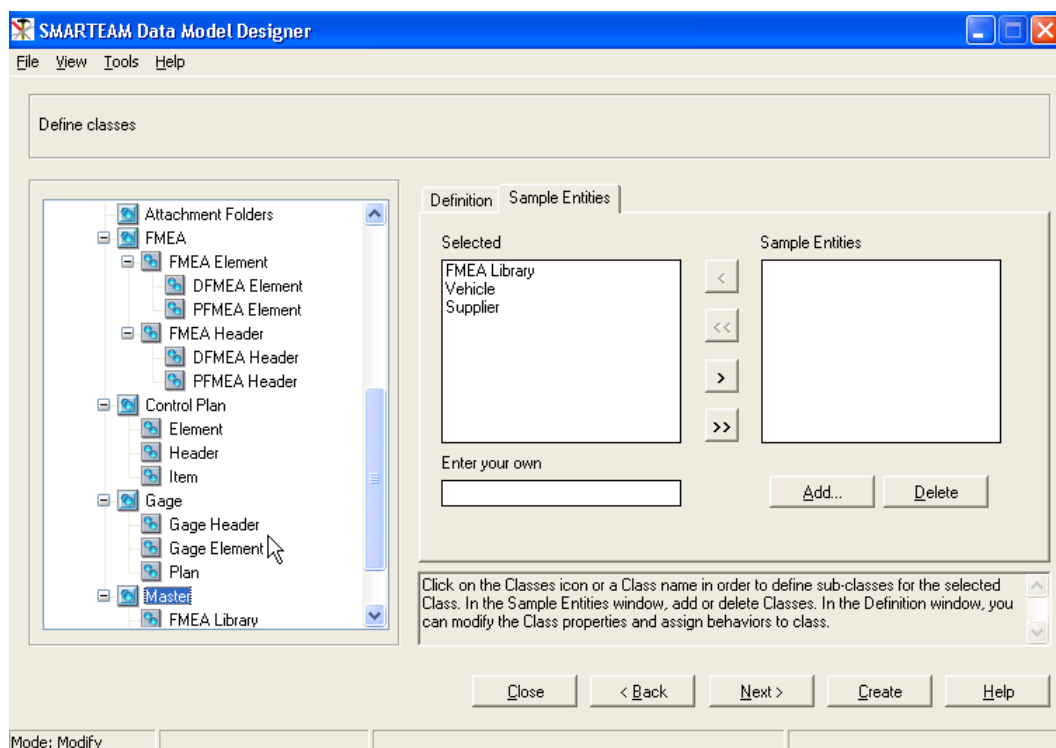 SMARTEAM Data Model Designer
File View Tools Help
Define classes
Attachment Folders
FMEA
FMEA Element
DFMEA Element
PFMEA Element
FMEA Header
DFMEA Header
PFMEA Header
Control Plan
Element
Header
Item
Gage
Gage Header
Gage Element
Plan
Master
FMEA Library
Definition Sample Entities
Selected Sample Entities
FMEA Library
Vehicle
Supplier
<
<<
>
>>
Enter your own
Add... Delete
Click on the Classes icon or a Class name in order to define sub-classes for the selected
Class. In the Sample Entities window, add or delete Classes. In the Definition window, you
can modify the Class properties and assign behaviors to class.
Close < Back Next > Create Help
Mode: Modify